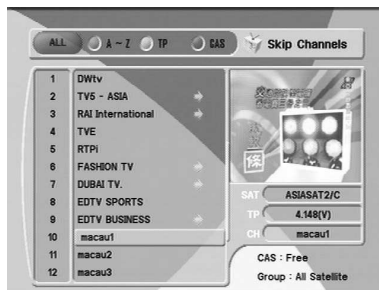 ALL A ~ Z TP CAS Skip Channels
1 DWtv
2 TV5 - ASIA
3 RAI International
4 TVE
5 RTPi
6 FASHION TV
7 DUBAI TV.
8 EDTV SPORTS
9 EDTV BUSINESS
10 macau1
11 macau2
12 macau3
SAT ASIASAT2/C
TP 4.148(V)
CH macau1
CAS : Free
Group : All Satellite